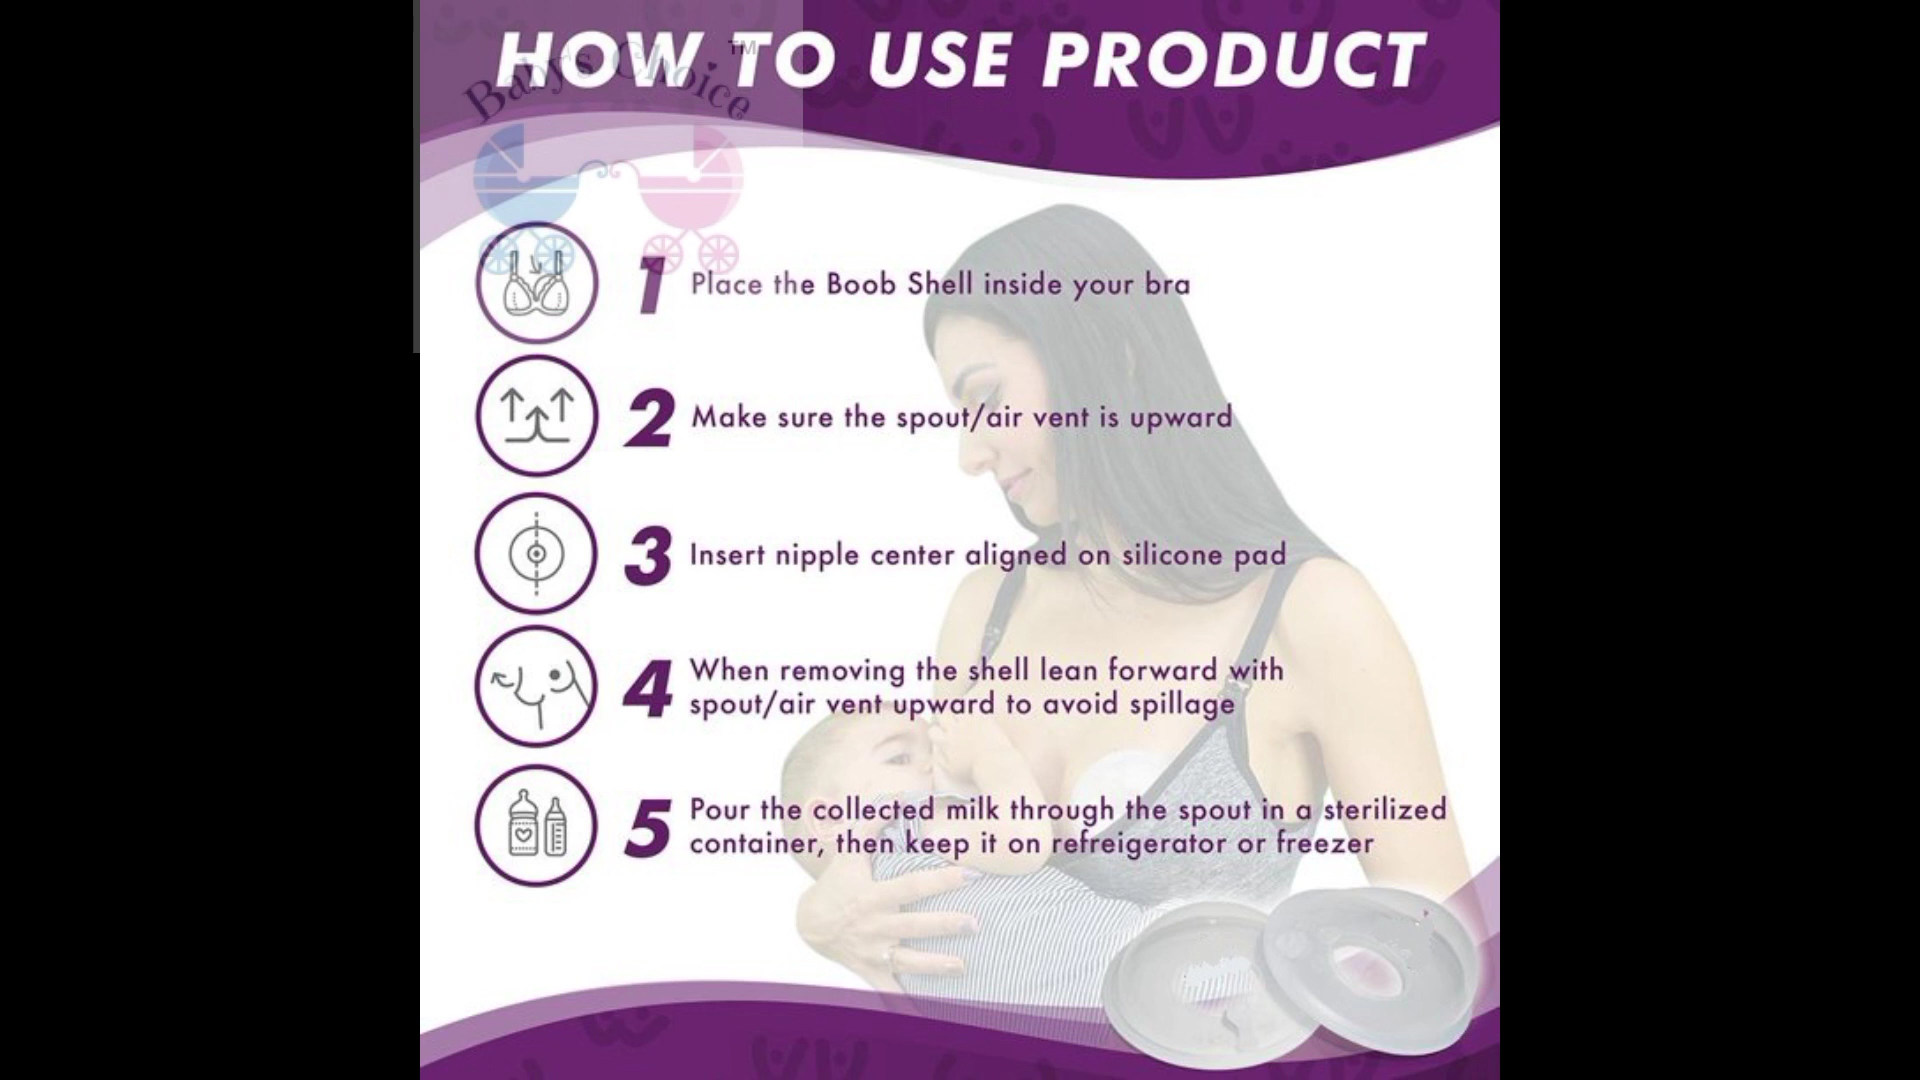 HOW TO USE PRODUCT
Baby's Choice ™
1 Place the Boob Shell inside your bra
2 Make sure the spout/air vent is upward
3 Insert nipple center aligned on silicone pad
4 When removing the shell lean forward with
spout/air vent upward to avoid spillage
5 Pour the collected milk through the spout in a sterilized
container, then keep it on refreigerator or freezer